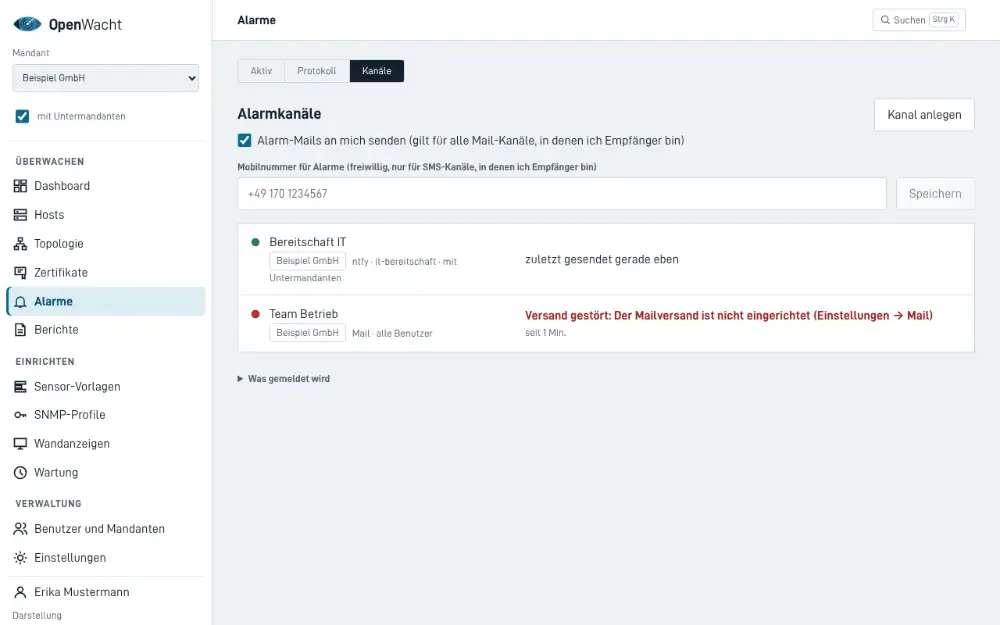 OpenWacht
Mandant
Beispiel GmbH
mit Untermandanten
ÜBERWACHEN
Dashboard
Hosts
Topologie
Zertifikate
Alarme
Berichte
EINRICHTEN
Sensor-Vorlagen
SNMP-Profile
Wandanzeigen
Wartung
VERWALTUNG
Benutzer und Mandanten
Einstellungen
Erika Mustermann
Darstellung
Alarme
Suchen Strg K
Aktiv Protokoll Kanäle
Alarmkanäle
Kanal anlegen
Alarm-Mails an mich senden (gilt für alle Mail-Kanäle, in denen ich Empfänger bin)
Mobilnummer für Alarme (freiwillig, nur für SMS-Kanäle, in denen ich Empfänger bin)
+49 170 1234567
Speichern
Bereitschaft IT
Beispiel GmbH ntfy · it-bereitschaft · mit
Untermandanten
zuletzt gesendet gerade eben
Team Betrieb
Beispiel GmbH Mail · alle Benutzer
Versand gestört: Der Mailversand ist nicht eingerichtet (Einstellungen → Mail)
seit 1 Min.
Was gemeldet wird